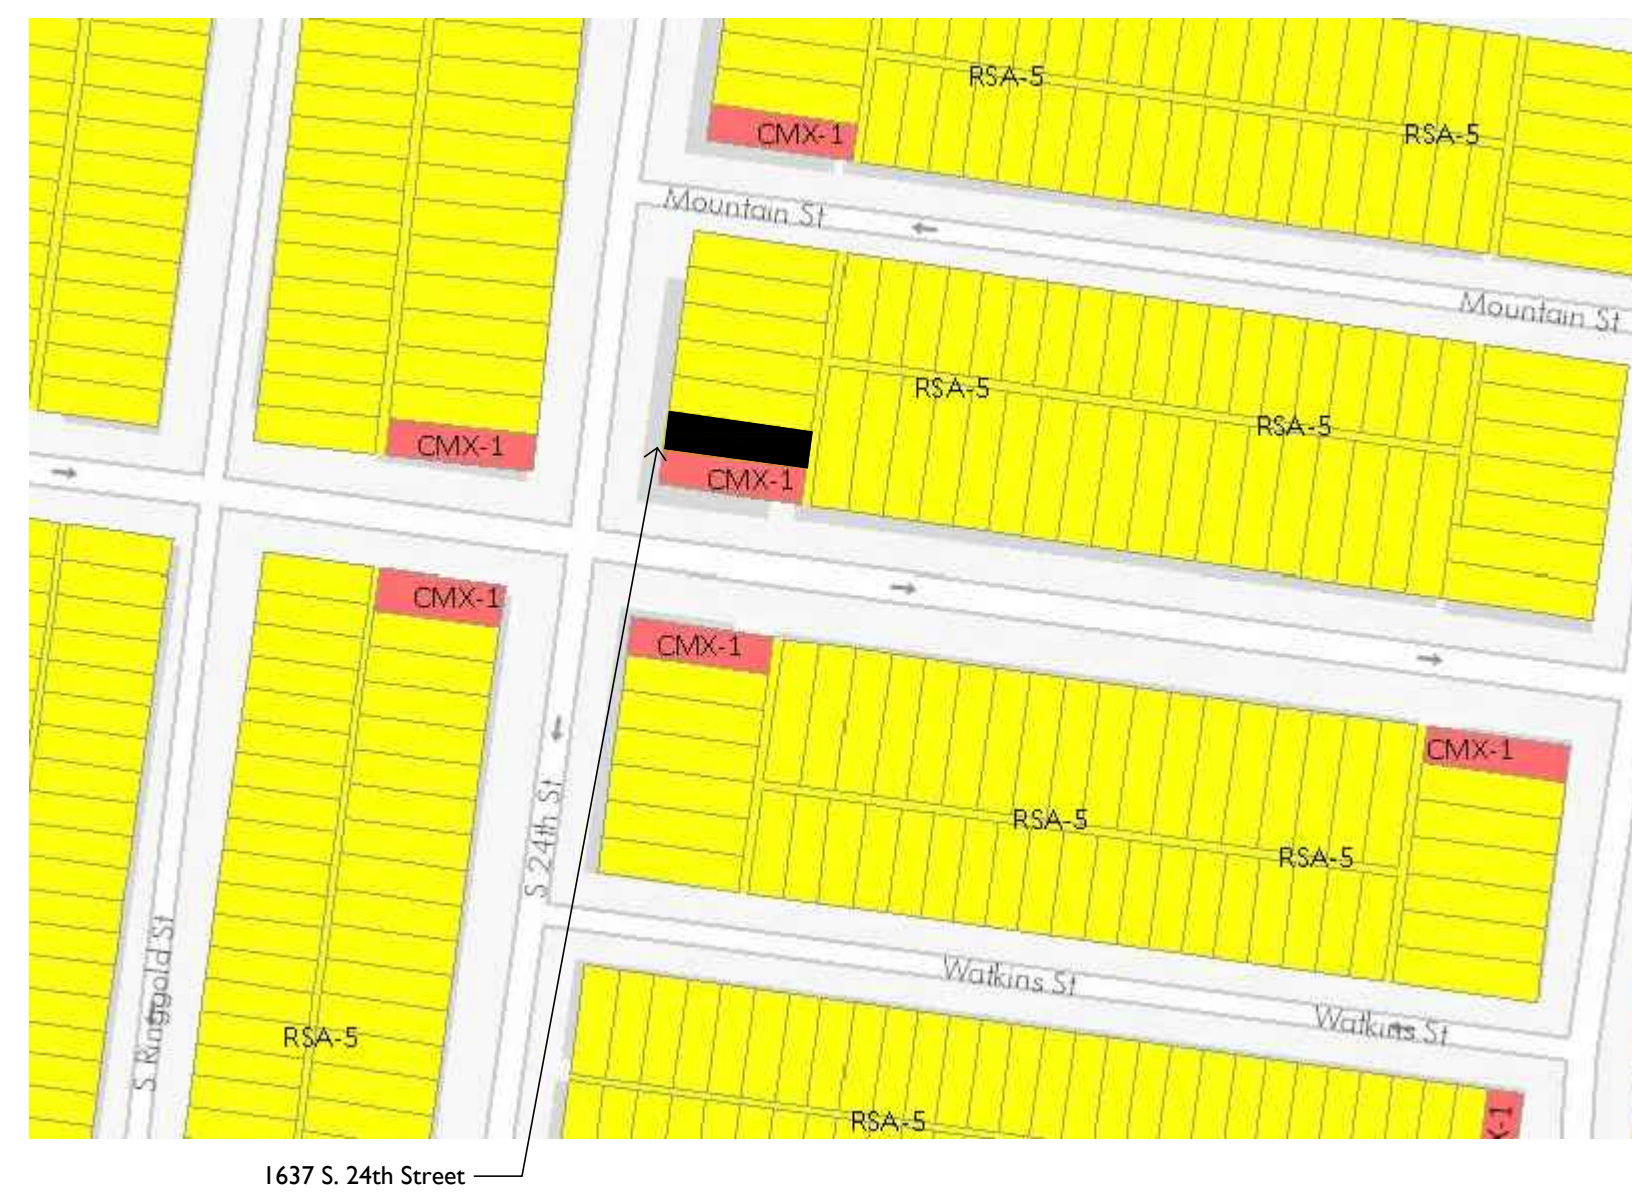 RSA-5
CMX-1
RSA-5
Mountain St
Mountain St
RSA-5
RSA-5
CMX-1
CMX-1
CMX-1
CMX-1
CMX-1
S 24th St
RSA-5
RSA-5
Watkins St
Watkins St
S Ringgold St
RSA-5
RSA-5
X-1
1637 S. 24th Street